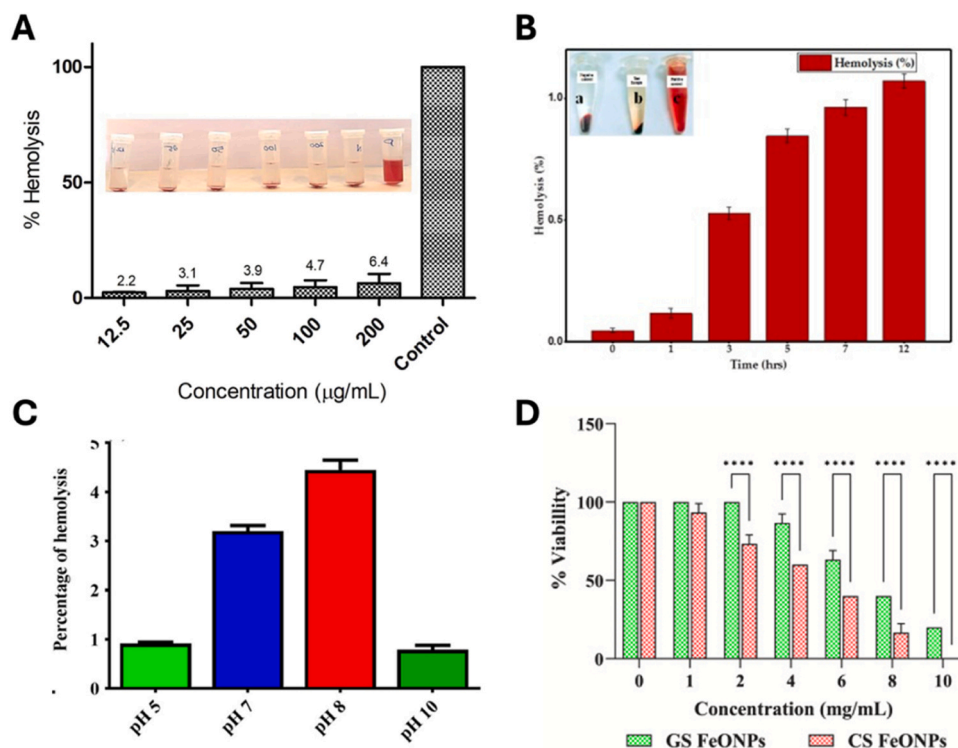 A
% Hemolysis
100
50
0
2.2
3.1
3.9
4.7
6.4
12.5
25
50
100
200
Control
Concentration (μg/mL)
B
Hemolysis (%)
Hemolysis (%)
1.0
0.5
0.0
a
b
c
0
1
3
5
7
12
Time (hrs)
C
Percentage of hemolysis
5
4
3
2
1
0
pH 5
pH 7
pH 8
pH 10
D
% Viabillity
150
100
50
0
****
****
****
****
****
0
1
2
4
6
8
10
Concentration (mg/mL)
GS FeONPs
CS FeONPs